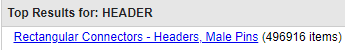 Top Results for: HEADER
Rectangular Connectors - Headers, Male Pins (496916 items)